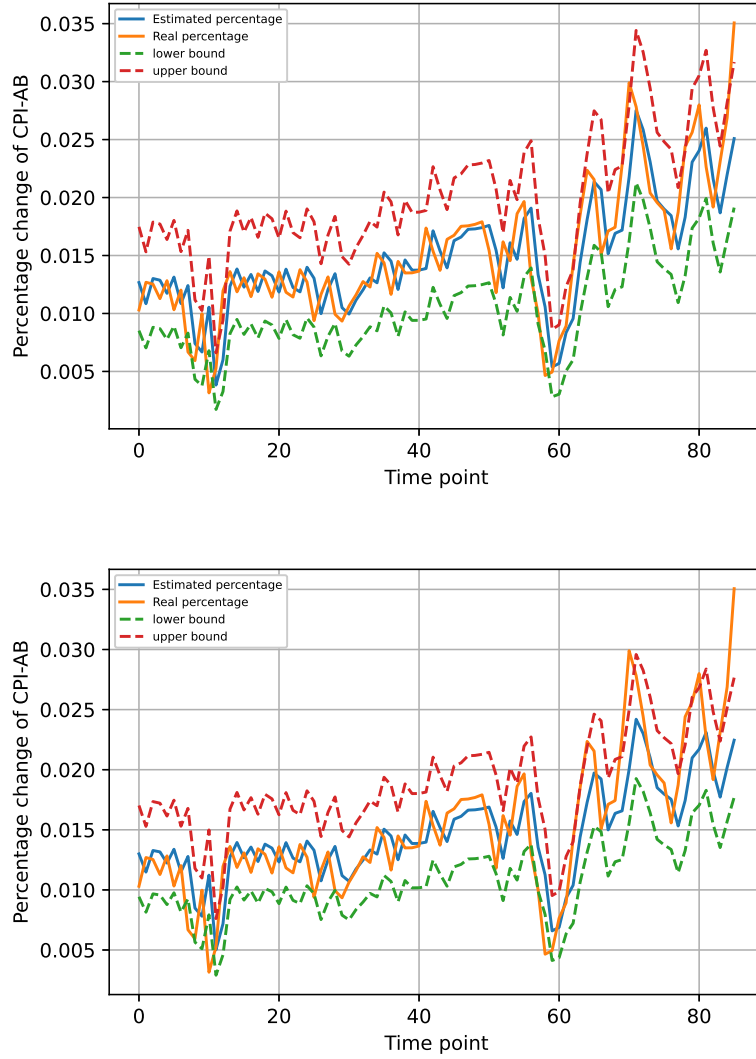 0.035
0.030
0.025
0.020
0.015
0.010
0.005
Percentage change of CPI-AB
Estimated percentage
Real percentage
lower bound
upper bound
0 20 40 60 80
Time point
0.035
0.030
0.025
0.020
0.015
0.010
0.005
Percentage change of CPI-AB
Estimated percentage
Real percentage
lower bound
upper bound
0 20 40 60 80
Time point